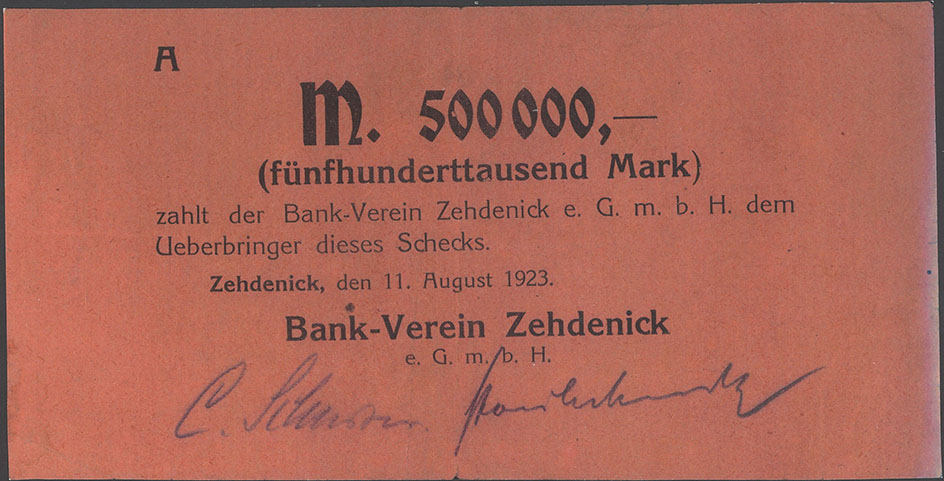 A
M. 500 000,—
(fünfhunderttausend Mark)
zahlt der Bank-Verein Zehdenick e. G. m. b. H. dem
Ueberbringer dieses Schecks.
Zehdenick, den 11. August 1923.
Bank-Verein Zehdenick
e. G. m. b. H.
C.